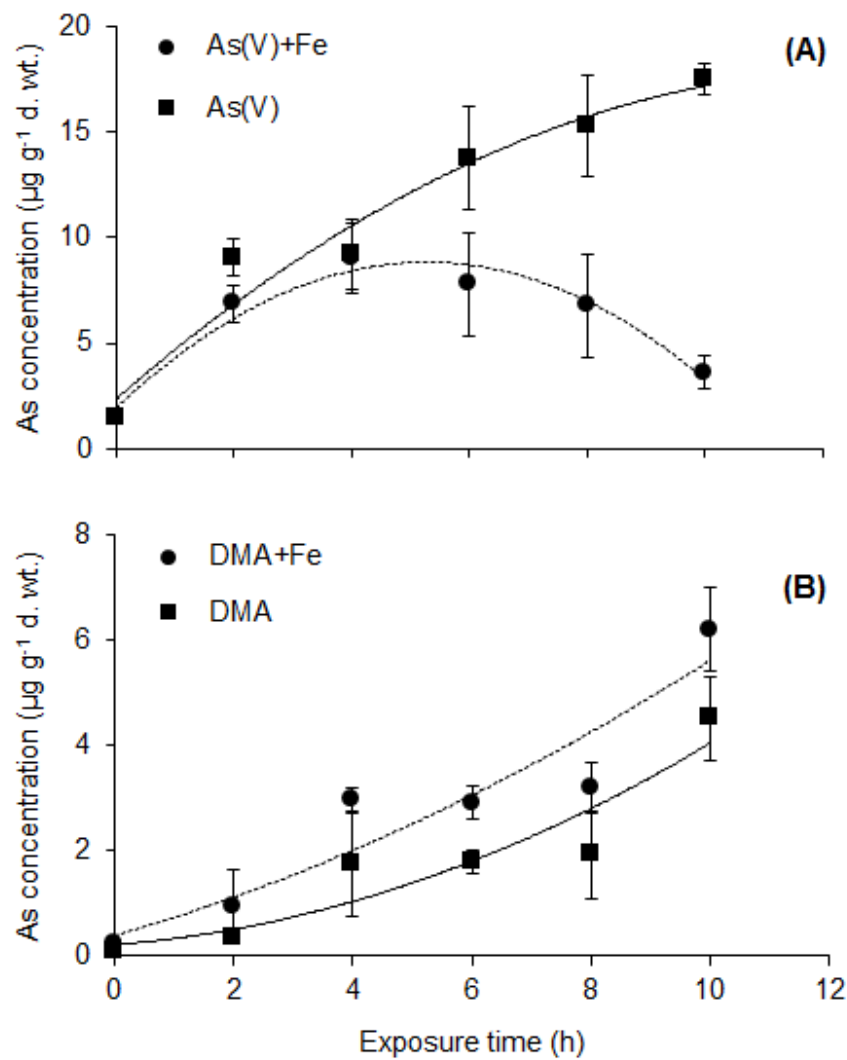 20
15
10
5
0
As concentration (µg g⁻¹ d. wt.)
As(V)+Fe
As(V)
(A)
8
6
4
2
0
As concentration (µg g⁻¹ d. wt.)
DMA+Fe
DMA
(B)
0 2 4 6 8 10 12
Exposure time (h)